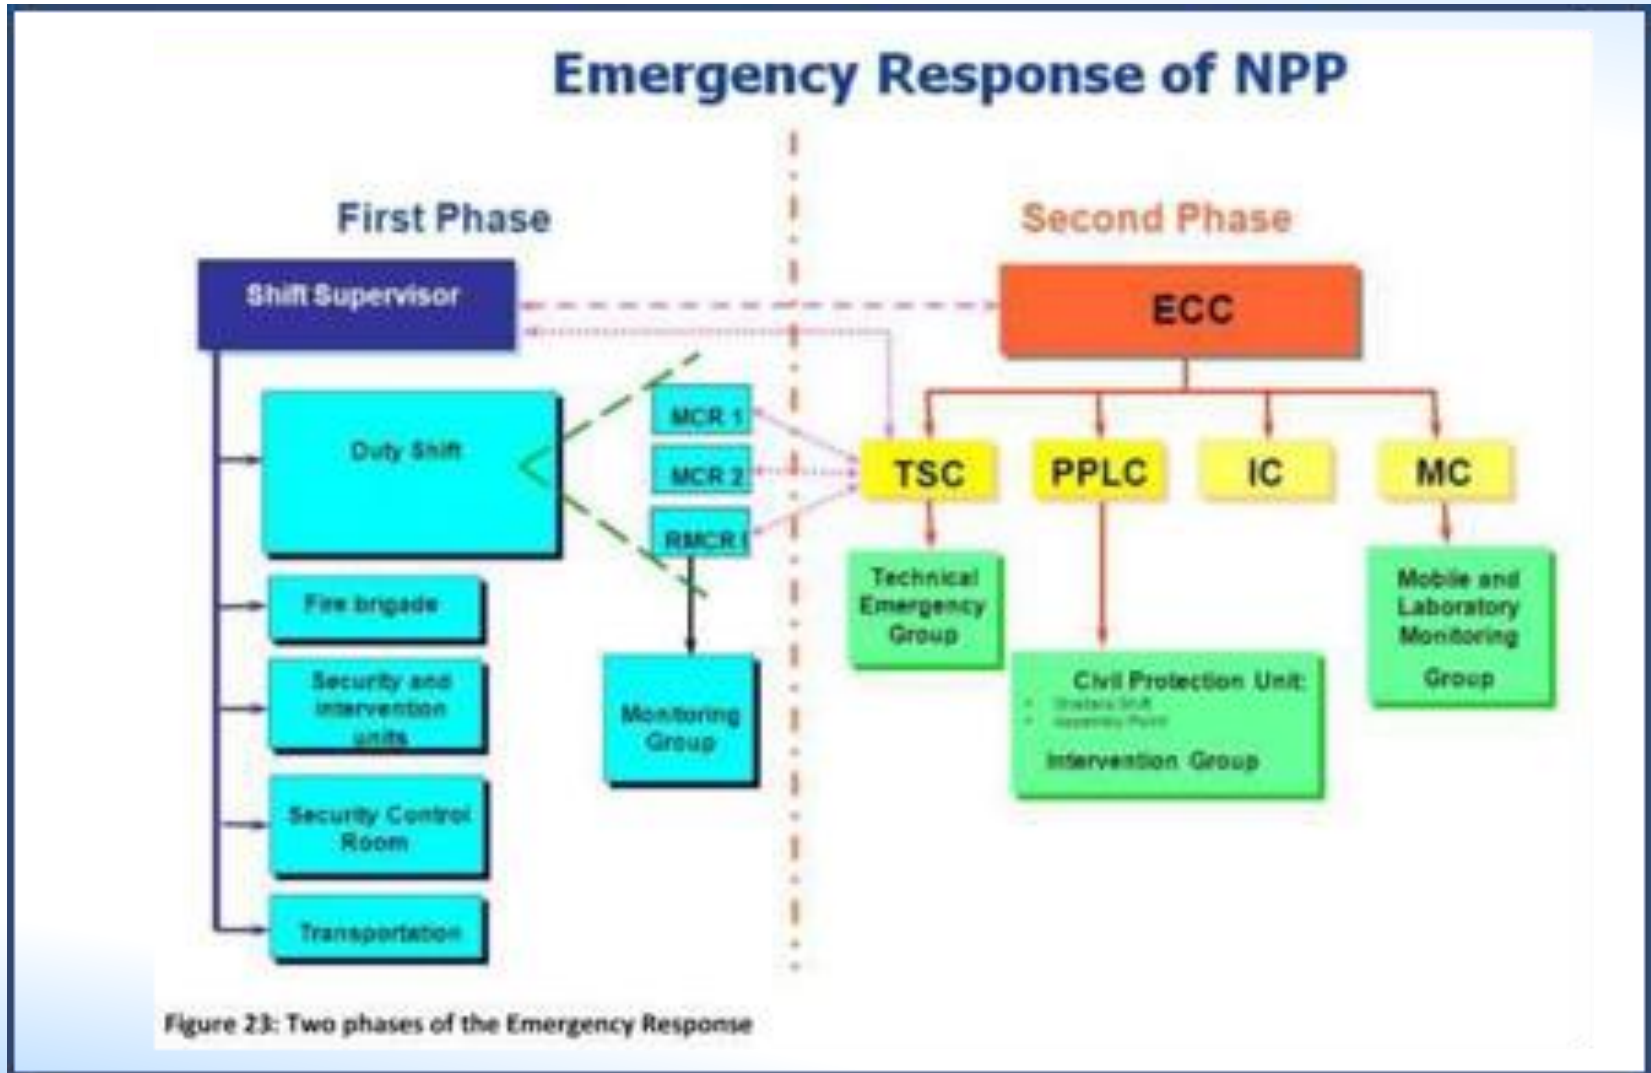 Emergency Response of NPP
First Phase
Second Phase
Shift Supervisor
ECC
Duty Shift
MCR 1
MCR 2
TSC
PPLC
IC
MC
Fire brigade
Security and
intervention
units
Monitoring
Group
Technical
Emergency
Group
Civil Protection Unit:
Assembly Point
Intervention Group
Mobile and
Laboratory
Monitoring
Group
Security Control
Room
Transportation
Figure 23: Two phases of the Emergency Response